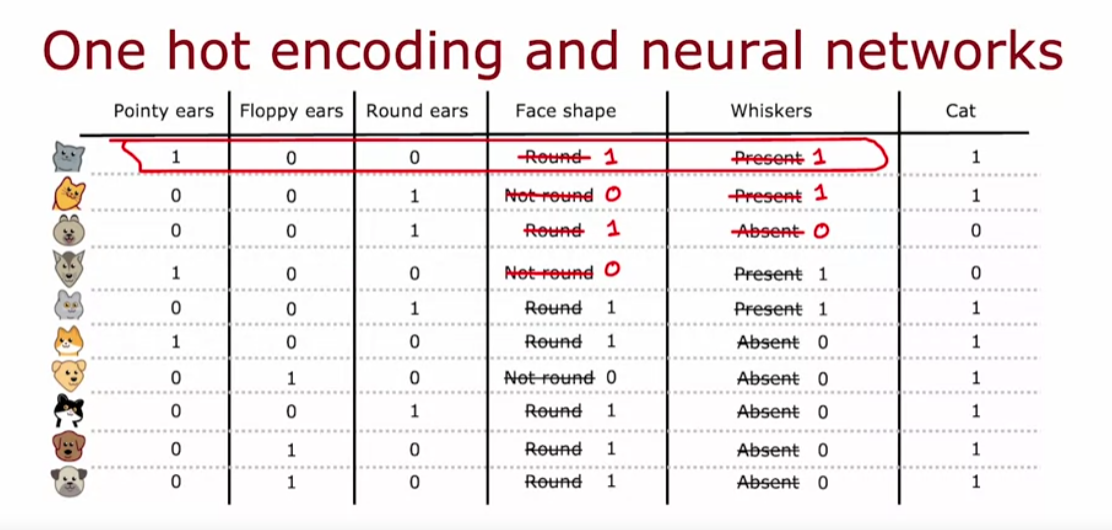 One hot encoding and neural networks
Pointy ears Floppy ears Round ears Face shape Whiskers Cat
1 0 0 Round 1 Present 1 1
0 0 1 Not round 0 Present 1 1
0 0 1 Round 1 Absent 0 0
1 0 0 Not round 0 Present 1 0
0 0 1 Round 1 Present 1 1
1 0 0 Round 1 Absent 0 1
0 1 0 Not round 0 Absent 0 1
0 0 1 Round 1 Absent 0 1
0 1 0 Round 1 Absent 0 1
0 1 0 Round 1 Absent 0 1